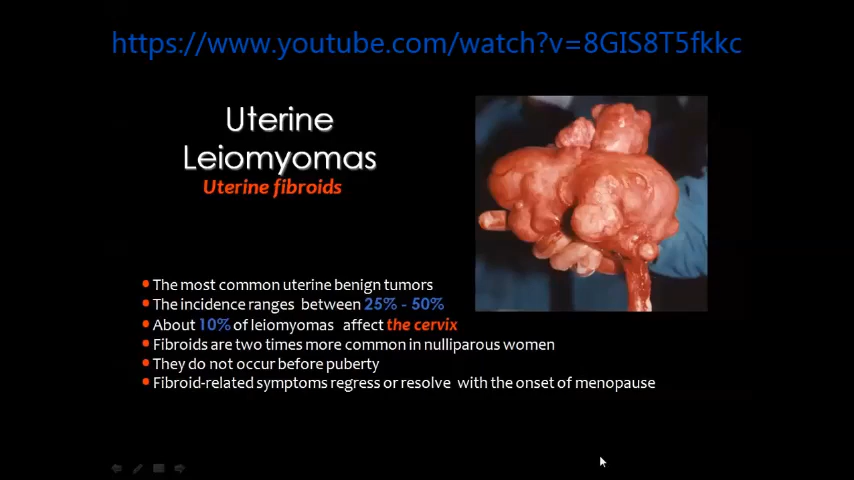 https://www.youtube.com/watch?v=8GIS8T5fkkc
Uterine
Leiomyomas
Uterine fibroids
• The most common uterine benign tumors
• The incidence ranges between 25% - 50%
• About 10% of leiomyomas affect the cervix
• Fibroids are two times more common in nulliparous women
• They do not occur before puberty
• Fibroid-related symptoms regress or resolve with the onset of menopause